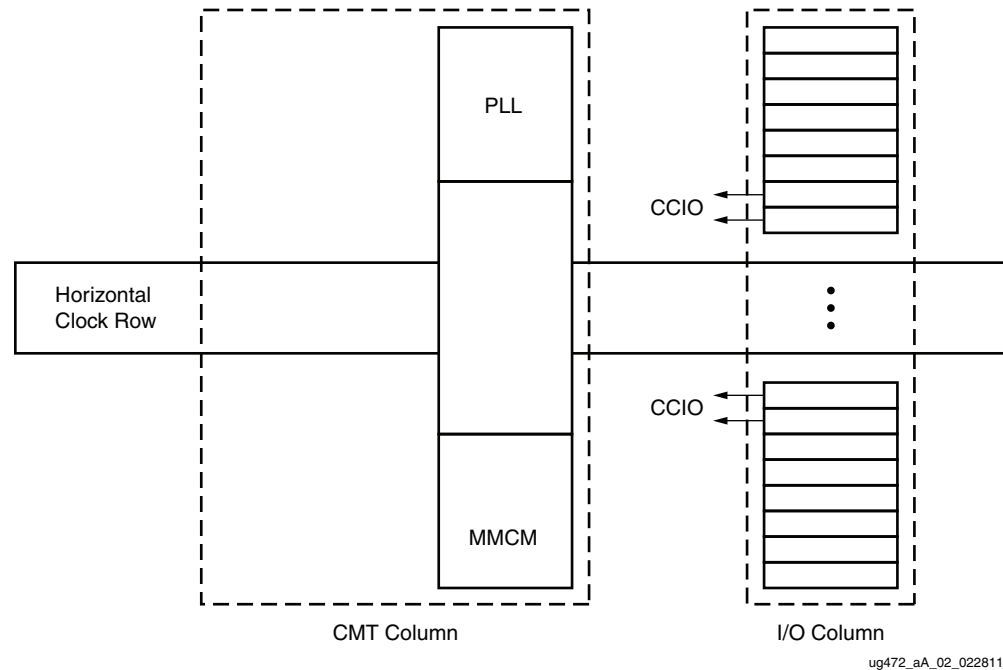 PLL
CCIO
Horizontal
Clock Row
CCIO
MMCM
CMT Column
I/O Column
ug472_aA_02_022811